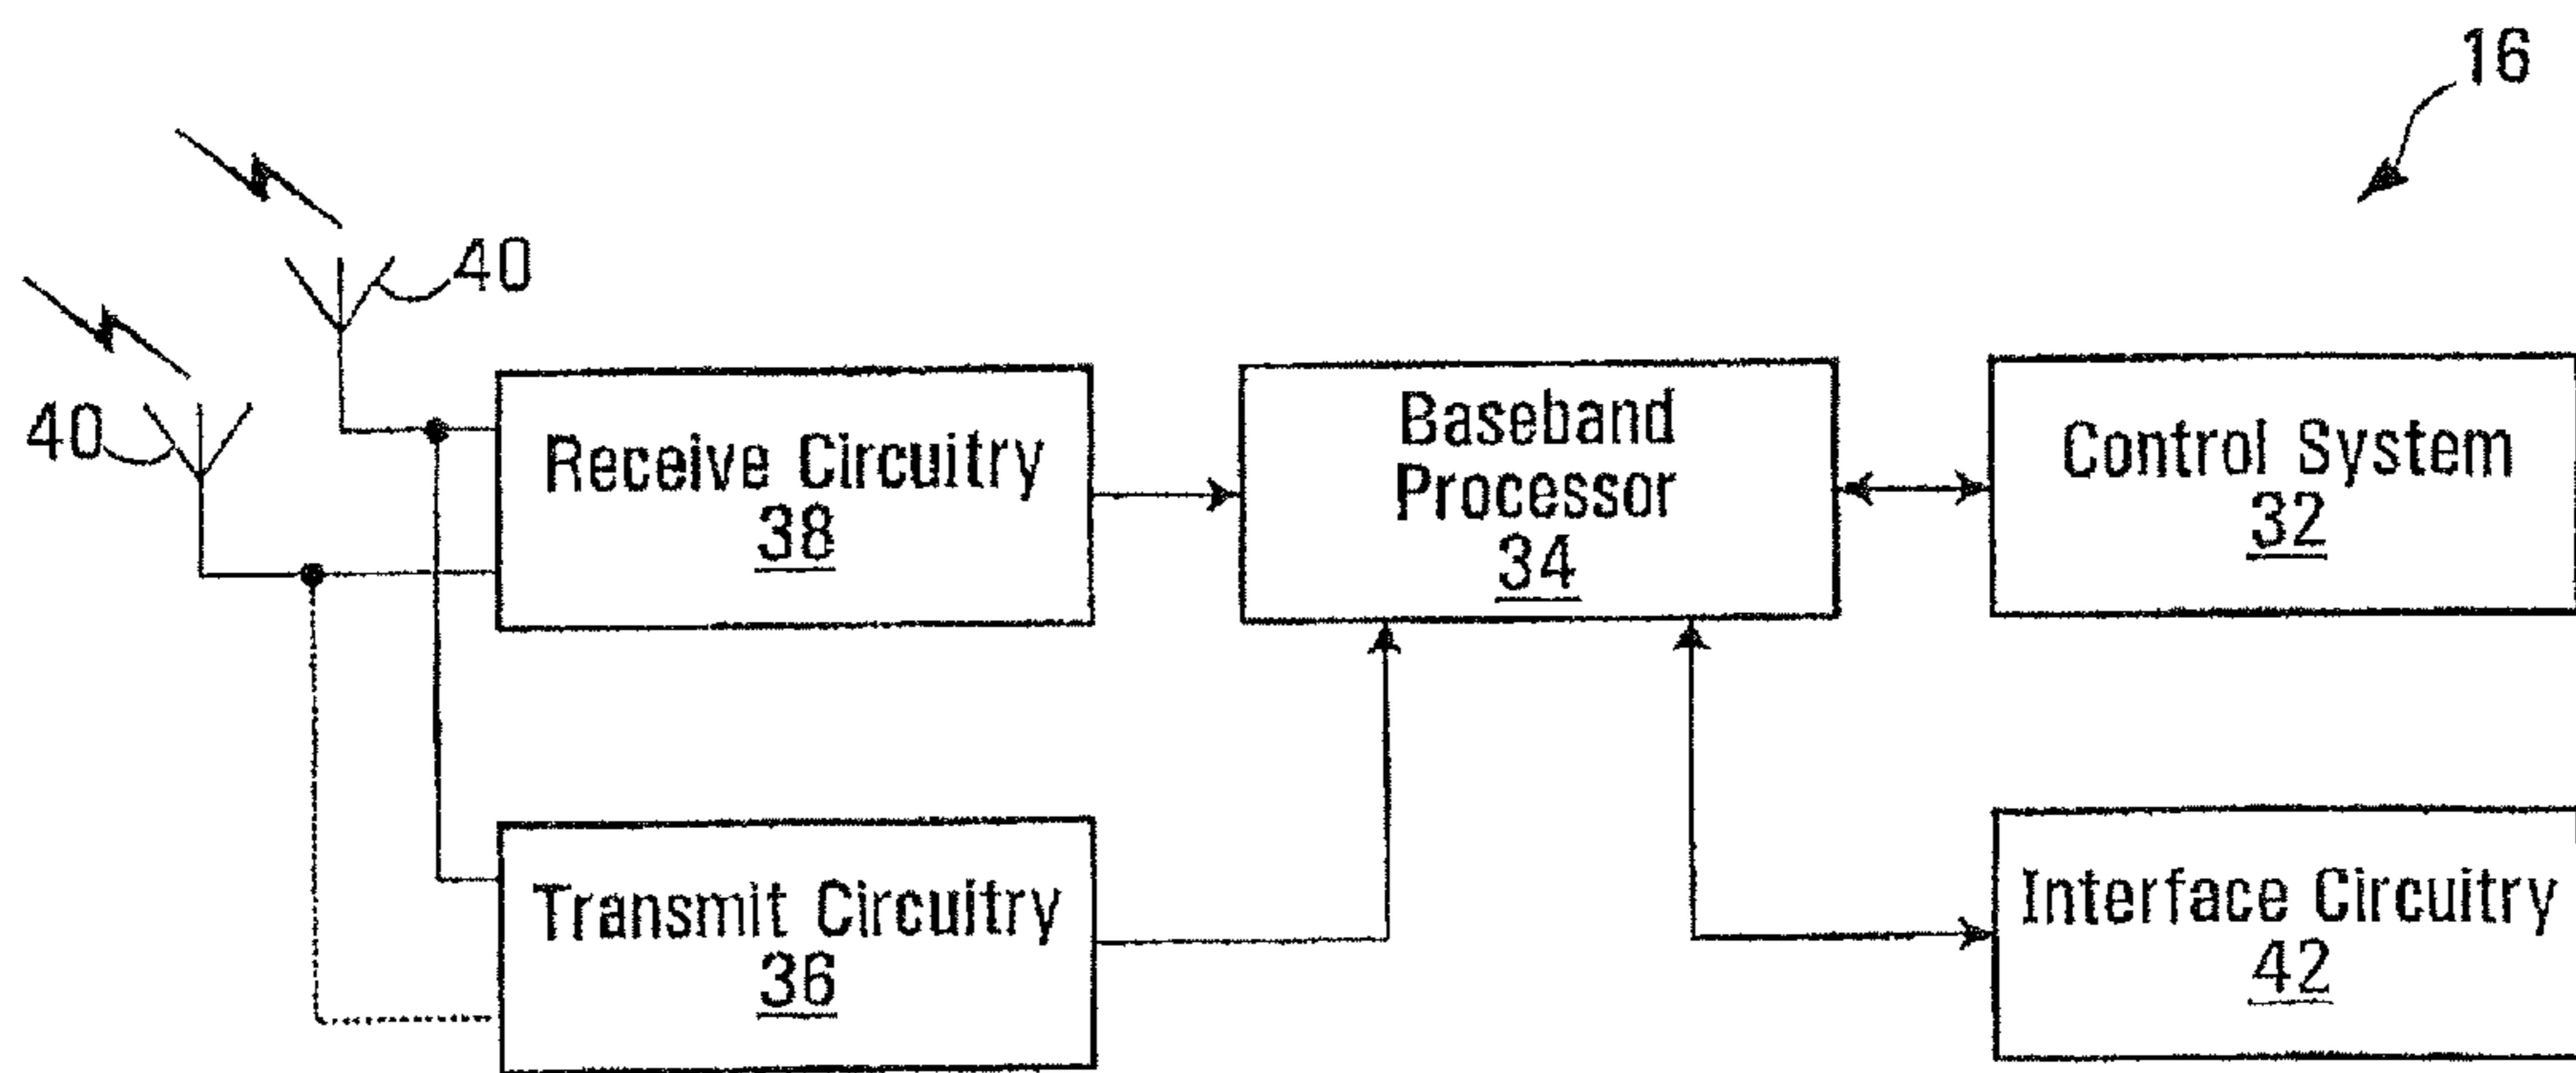 16
40
40
Receive Circuitry
38
Baseband
Processor
34
Control System
32
Transmit Circuitry
36
Interface Circuitry
42